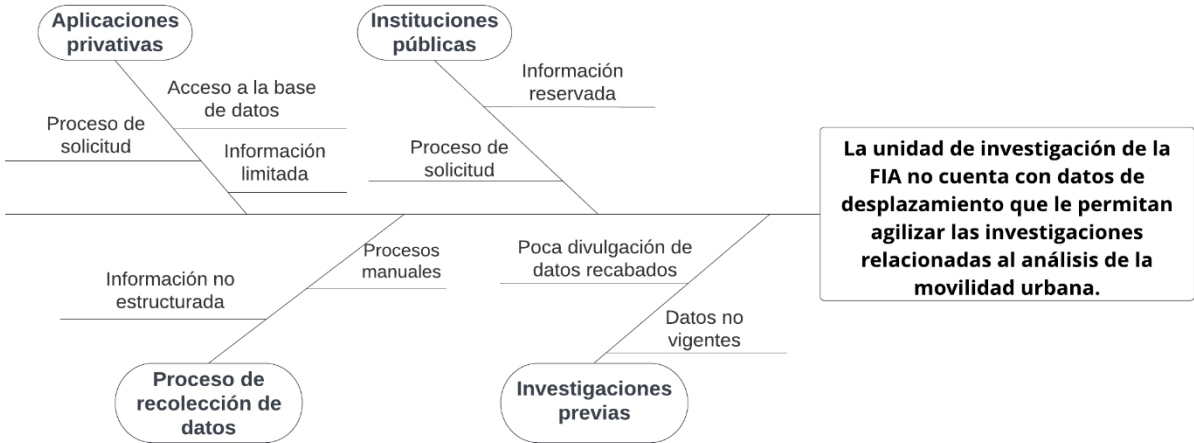 Aplicaciones
privativas
Instituciones
públicas
Información
reservada
Acceso a la base
de datos
Proceso de
solicitud
Información
limitada
Proceso de
solicitud
La unidad de investigación de la
FIA no cuenta con datos de
desplazamiento que le permitan
agilizar las investigaciones
relacionadas al análisis de la
movilidad urbana.
Procesos
manuales
Poca divulgación de
datos recabados
Información no
estructurada
Datos no
vigentes
Proceso de
recolección de
datos
Investigaciones
previas